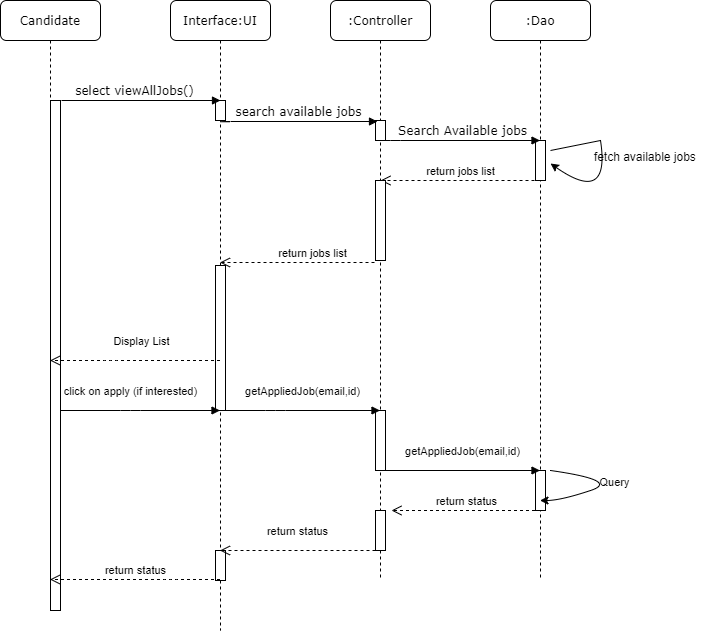 Candidate
Interface:UI
:Controller
:Dao
select viewAllJobs()
search available jobs
Search Available jobs
fetch available jobs
return jobs list
return jobs list
Display List
click on apply (if interested)
getAppliedJob(email,id)
getAppliedJob(email,id)
Query
return status
return status
return status